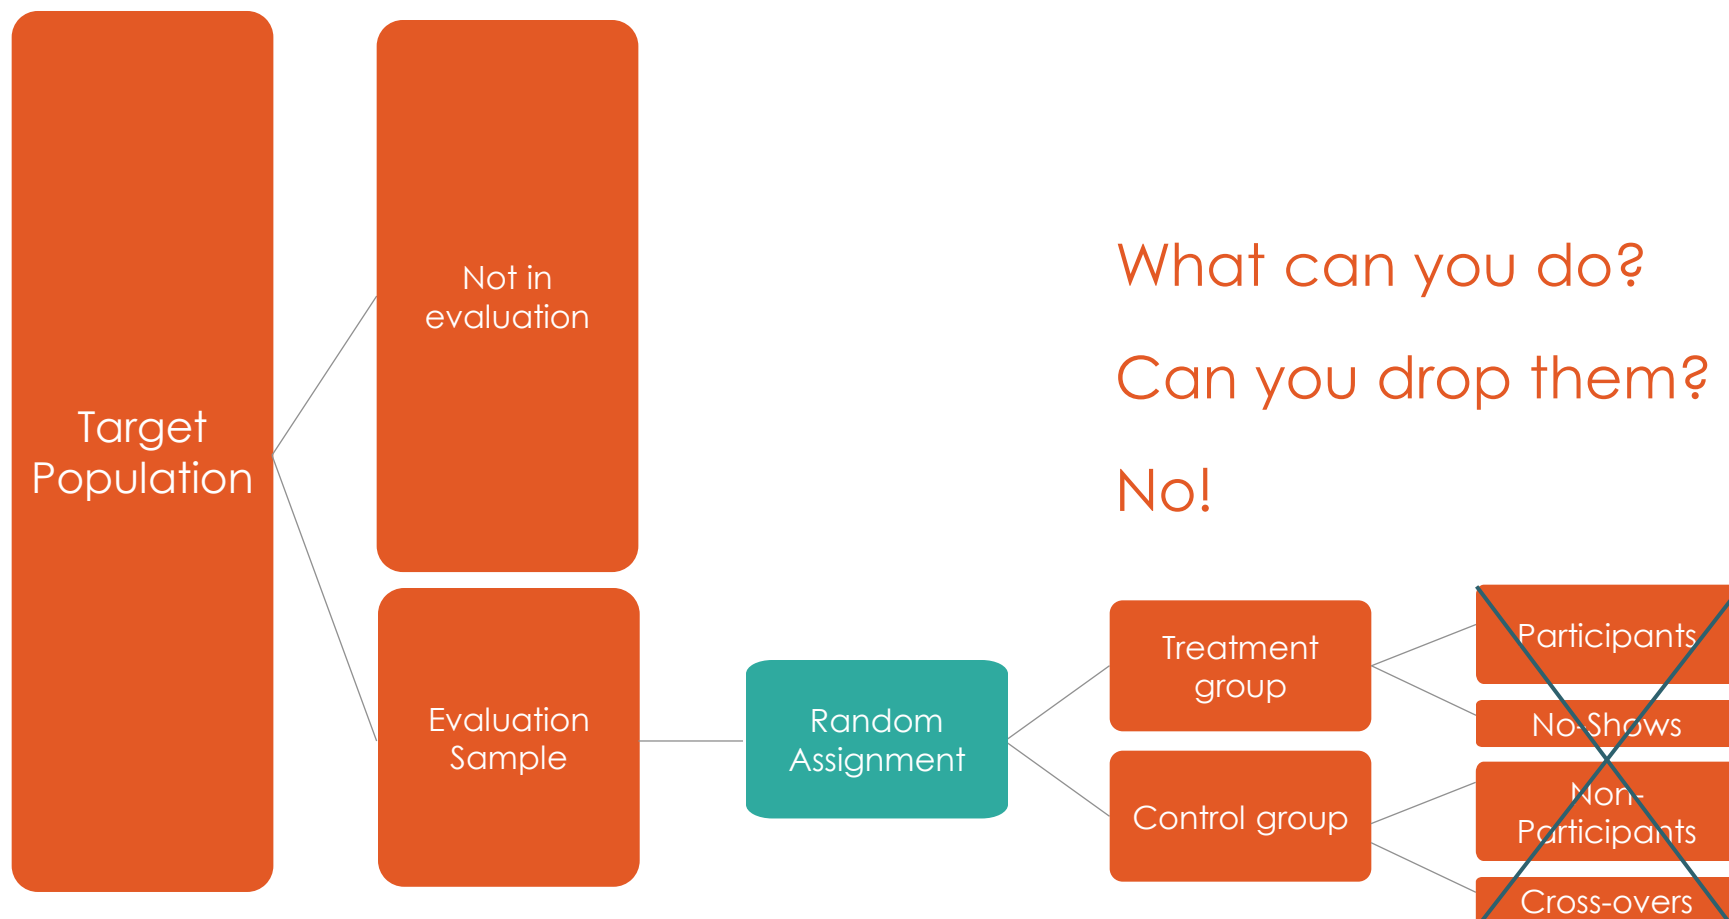 Target
Population
Not in
evaluation
Evaluation
Sample
Random
Assignment
What can you do?
Can you drop them?
No!
Treatment
group
Control group
Participants
No-Shows
Non-
Participants
Cross-overs